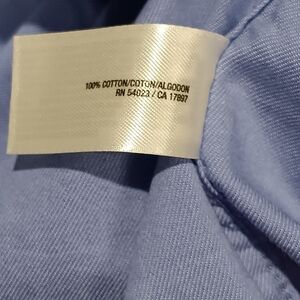 100% COTTON/COTON/ALGODON
RN 54023 / CA 17897